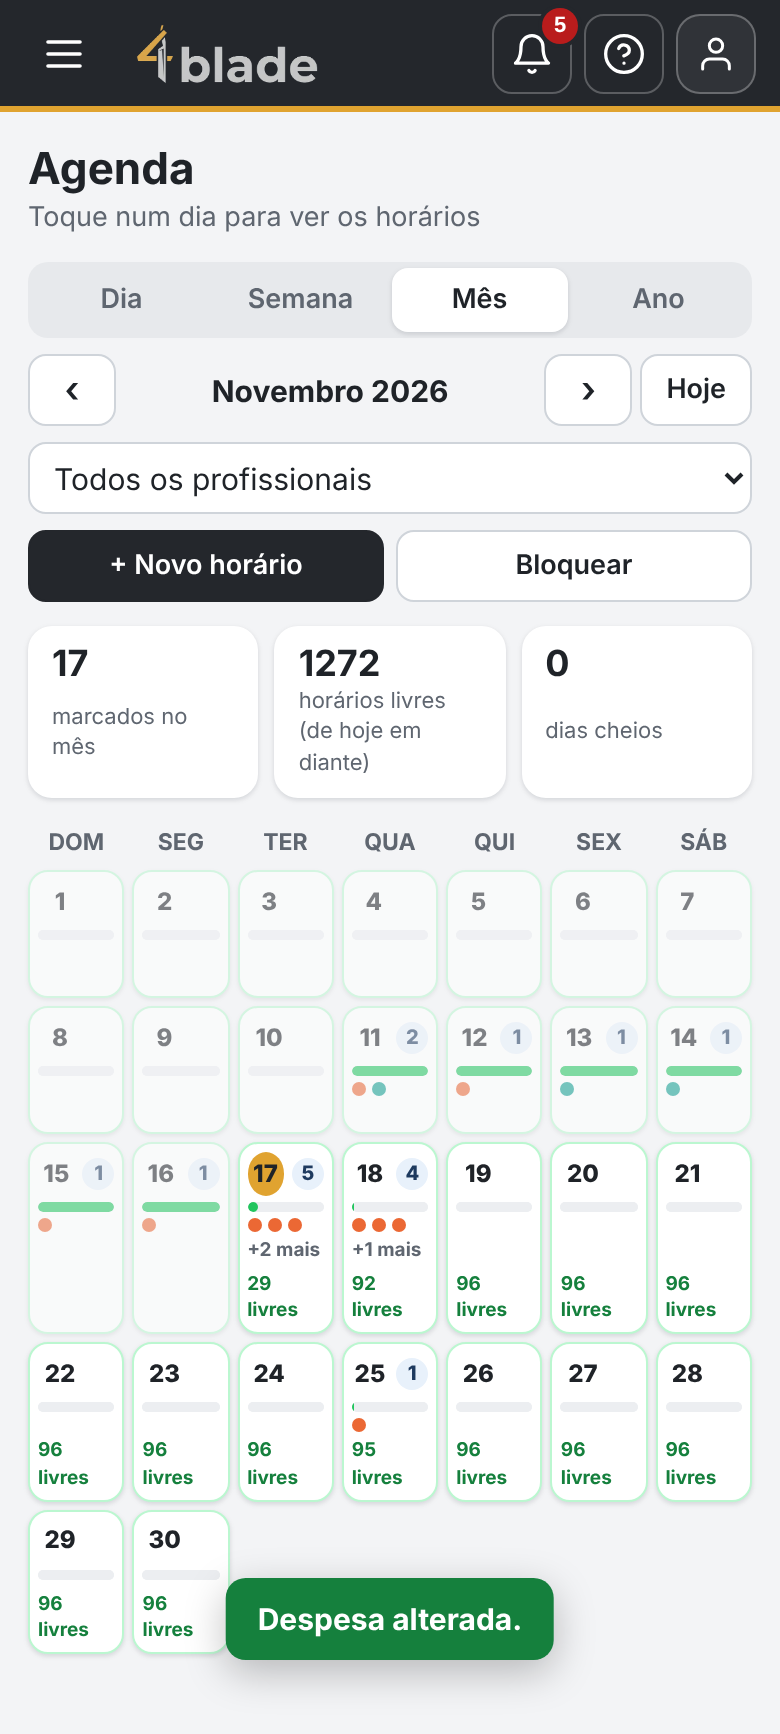 4blade
5
Agenda
Toque num dia para ver os horários
Dia Semana Mês Ano
‹ Novembro 2026 › Hoje
Todos os profissionais
+ Novo horário Bloquear
17 1272 0
marcados no mês
horários livres (de hoje em diante)
dias cheios
DOM SEG TER QUA QUI SEX SÁB
1 2 3 4 5 6 7
8 9 10 11 2 12 1 13 1 14 1
15 1 16 1 17 5 18 4 19 20 21
+2 mais +1 mais
29 livres 92 livres 96 livres 96 livres 96 livres
22 23 24 25 1 26 27 28
96 livres 96 livres 96 livres 95 livres 96 livres 96 livres 96 livres
29 30
96 livres 96 livres
Despesa alterada.